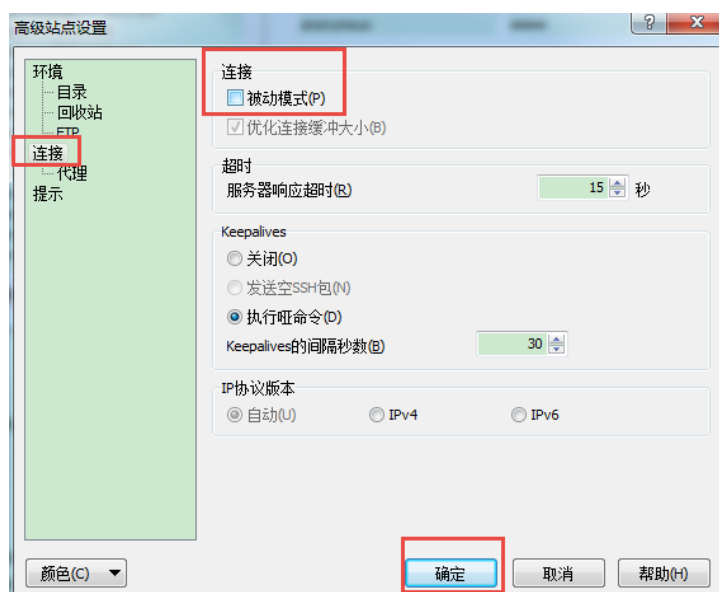 高级站点设置
环境
目录
回收站
FTP
连接
代理
提示
连接
被动模式(P)
优化连接缓冲大小(B)
超时
服务器响应超时(R)
15
秒
Keepalives
关闭(O)
发送空SSH包(N)
执行哑命令(D)
Keepalives的间隔秒数(B)
30
IP协议版本
自动(U)
IPv4
IPv6
颜色(C)
确定
取消
帮助(H)